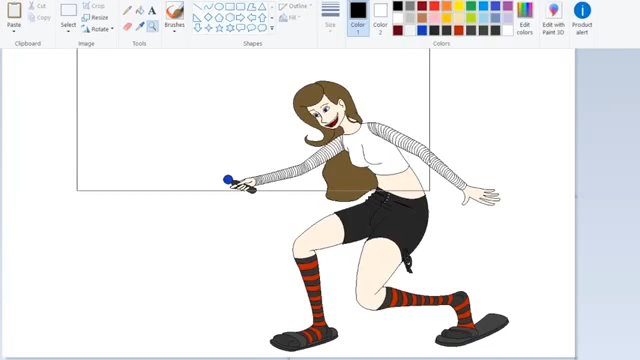 Paste
Cut
Copy
Clipboard
Select
Crop
Resize
Rotate
Image
Tools
Brushes
Shapes
Outline
Fill
Size
Color 1
Color 2
Colors
Edit colors
Edit with Paint 3D
Product alert